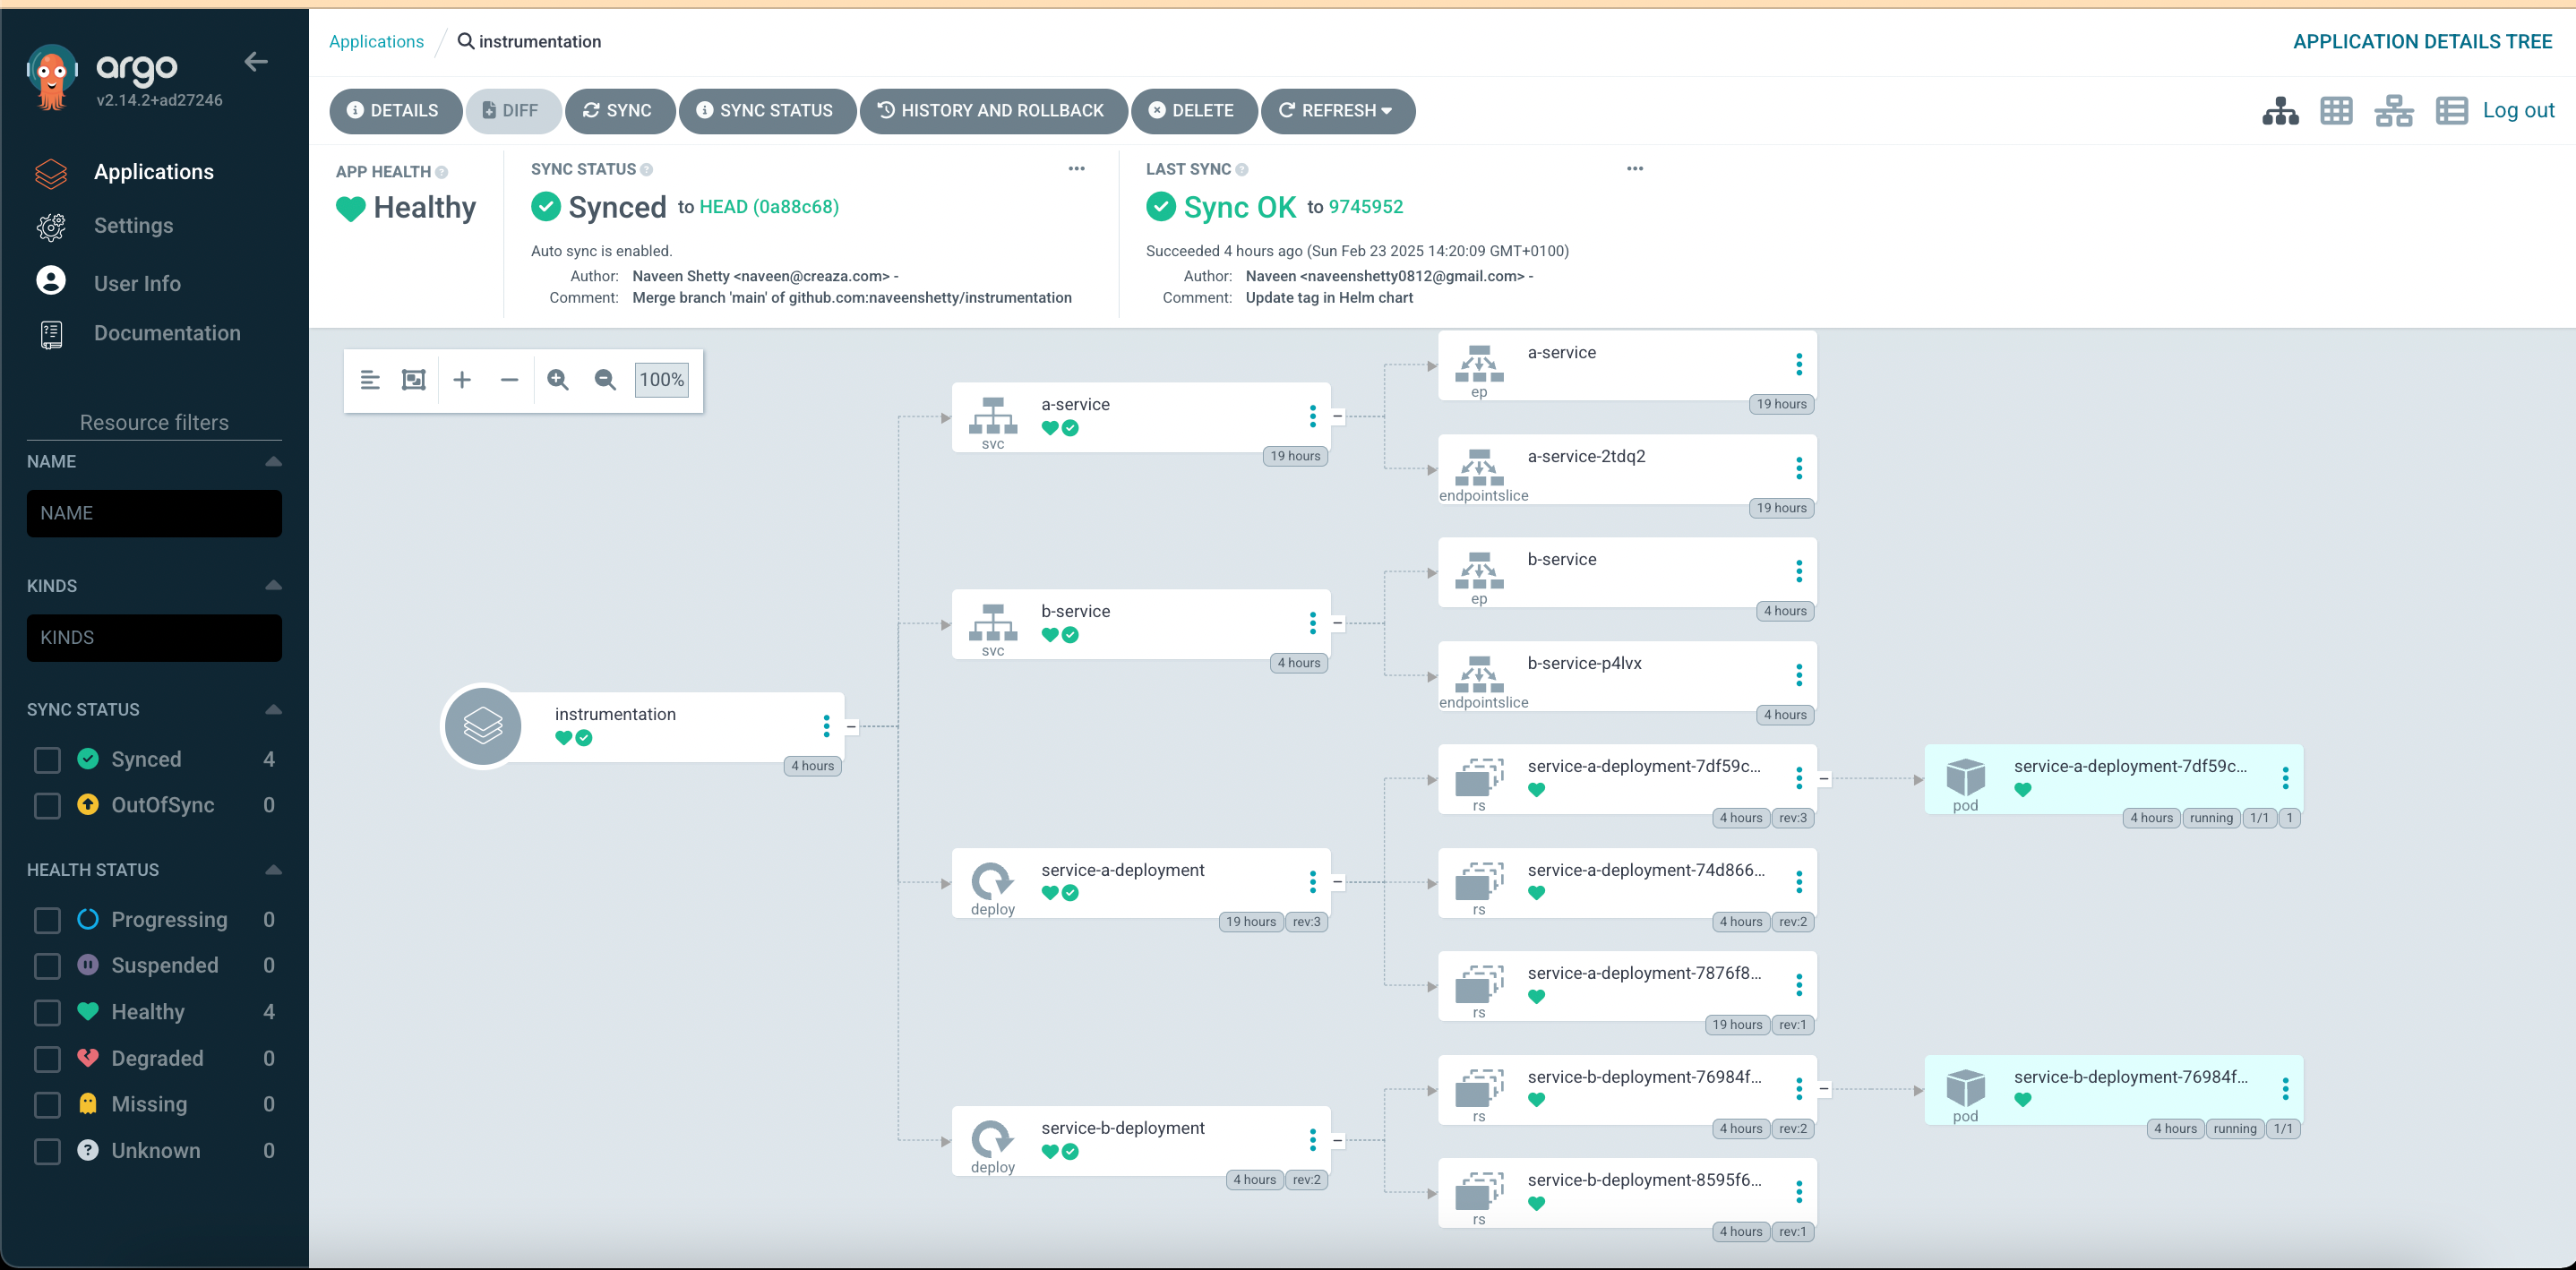 argo
v2.14.2+ad27246
Applications
Settings
User Info
Documentation
Resource filters
NAME
NAME
KINDS
KINDS
SYNC STATUS
Synced 4
OutOfSync 0
HEALTH STATUS
Progressing 0
Suspended 0
Healthy 4
Degraded 0
Missing 0
Unknown 0
Applications / instrumentation
APPLICATION DETAILS TREE
DETAILS DIFF SYNC SYNC STATUS HISTORY AND ROLLBACK DELETE REFRESH
Log out
APP HEALTH
Healthy
SYNC STATUS
Synced to HEAD (0a88c68)
Auto sync is enabled.
Author: Naveen Shetty <naveen@creaza.com> -
Comment: Merge branch 'main' of github.com:naveenshetty/instrumentation
LAST SYNC
Sync OK to 9745952
Succeeded 4 hours ago (Sun Feb 23 2025 14:20:09 GMT+0100)
Author: Naveen <naveenshetty0812@gmail.com> -
Comment: Update tag in Helm chart
100%
instrumentation
4 hours
a-service
svc
19 hours
b-service
svc
4 hours
service-a-deployment
deploy
19 hours rev:3
service-b-deployment
deploy
4 hours rev:2
a-service
ep
19 hours
a-service-2tdq2
endpointslice
19 hours
b-service
ep
4 hours
b-service-p4lvx
endpointslice
4 hours
service-a-deployment-7df59c...
rs
4 hours rev:3
service-a-deployment-74d866...
rs
4 hours rev:2
service-a-deployment-7876f8...
rs
19 hours rev:1
service-b-deployment-76984f...
rs
4 hours rev:2
service-b-deployment-8595f6...
rs
4 hours rev:1
service-a-deployment-7df59c...
pod
4 hours running 1/1 1
service-b-deployment-76984f...
pod
4 hours running 1/1